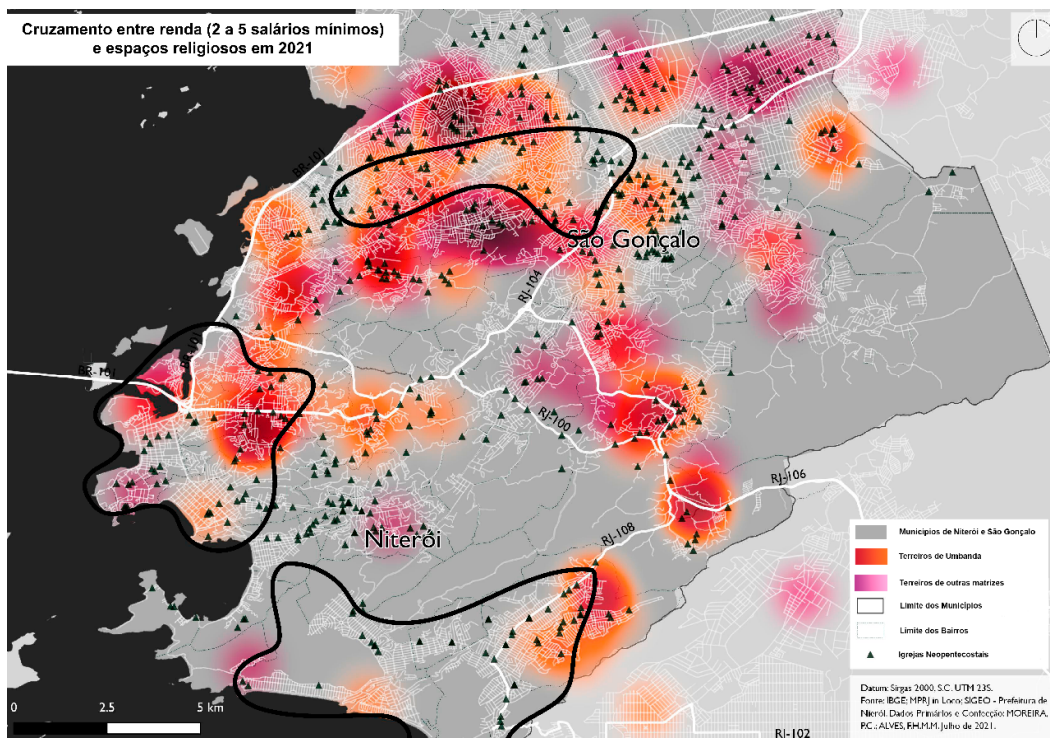 Cruzamento entre renda (2 a 5 salários mínimos)
e espaços religiosos em 2021
BR-101
São Gonçalo
RJ-104
BR-101
BR-101
RJ-100
RJ-106
RJ-108
Niterói
Municípios de Niterói e São Gonçalo
Terreiros de Umbanda
Terreiros de outras matrizes
Limite dos Municípios
Limite dos Bairros
Igrejas Neopentecostais
Datum: Sirgas 2000. S.C. UTM 23S.
Fonte: IBGE; MPRJ in Loco; SIGEO - Prefeitura de
Nierói. Dados Primários e Confecção: MOREIRA,
P.C.; ALVES, F.H.M.M. Julho de 2021.
0 2.5 5 km
RJ-102